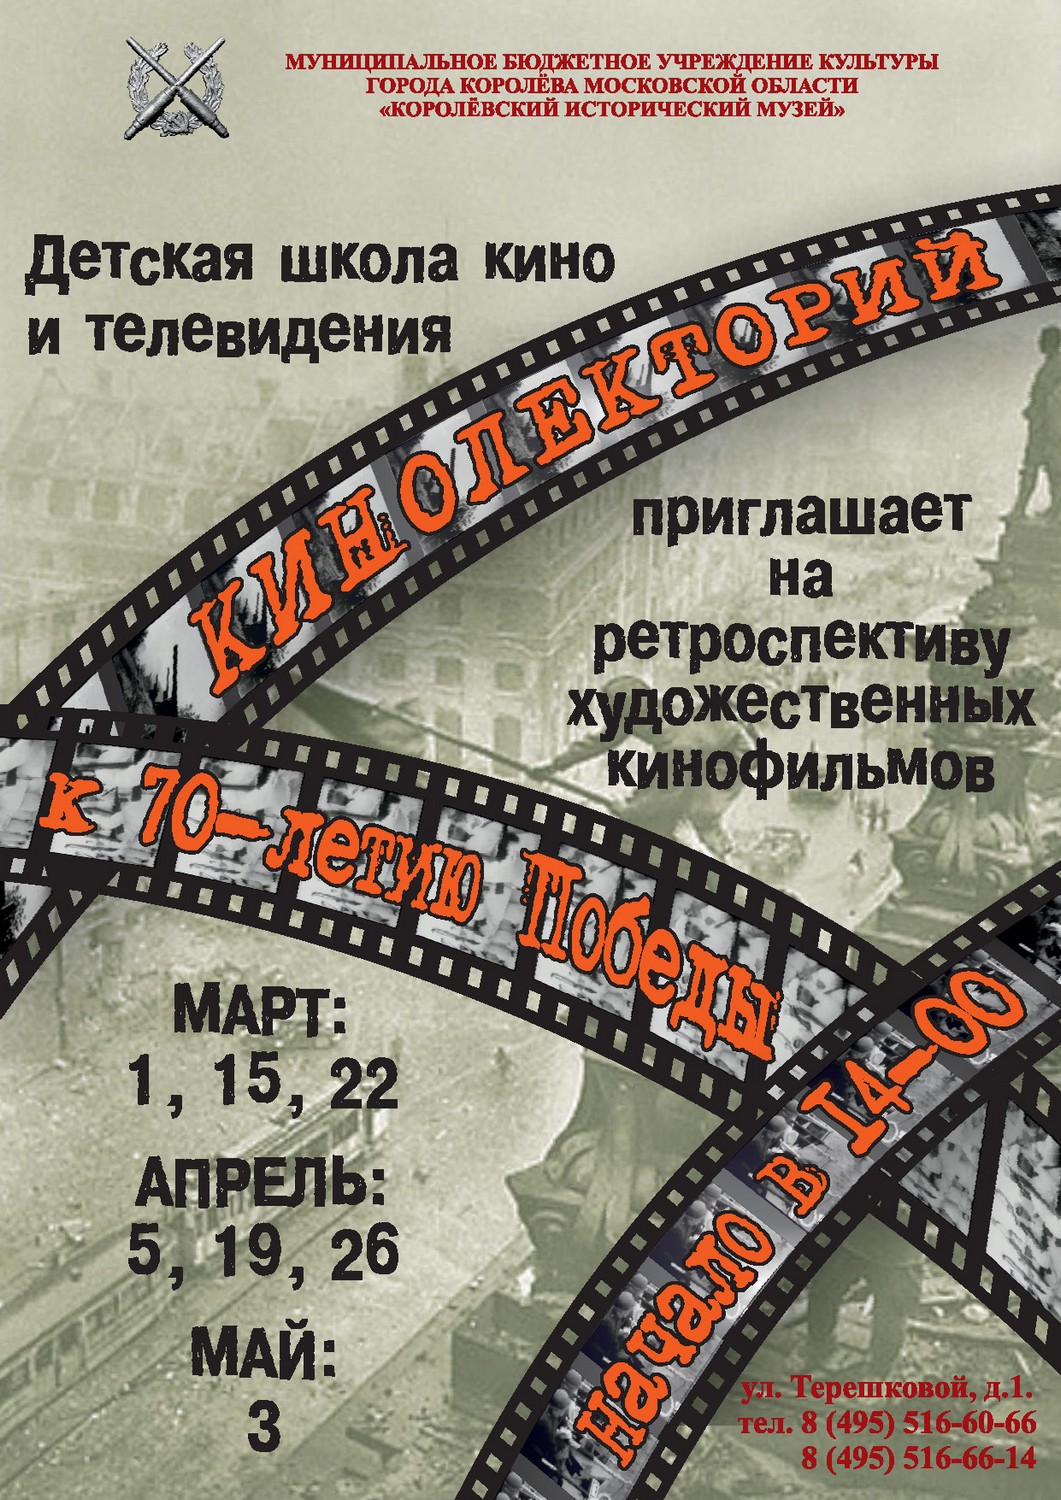 МУНИЦИПАЛЬНОЕ БЮДЖЕТНОЕ УЧРЕЖДЕНИЕ КУЛЬТУРЫ
ГОРОДА КОРОЛЁВА МОСКОВСКОЙ ОБЛАСТИ
«КОРОЛЁВСКИЙ ИСТОРИЧЕСКИЙ МУЗЕЙ»
Детская школа кино
и телевидения
КИНОЛЕКТОРИЙ
приглашает
на
ретроспективу
художественных
кинофильмов
к 70-летию Победы
МАРТ:
1, 15, 22
АПРЕЛЬ:
5, 19, 26
МАЙ:
3
начало в 14-00
ул. Терешковой, д.1.
тел. 8 (495) 516-60-66
8 (495) 516-66-14